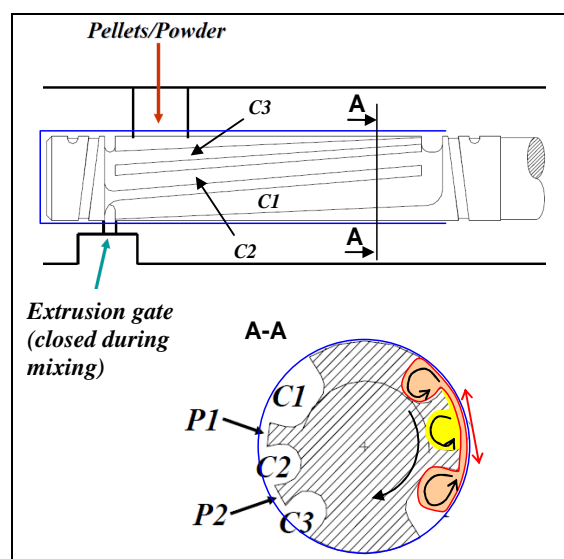 Pellets/Powder
A
C3
C1
A
C2
Extrusion gate
(closed during
mixing)
A-A
C1
P1
C2
P2
C3